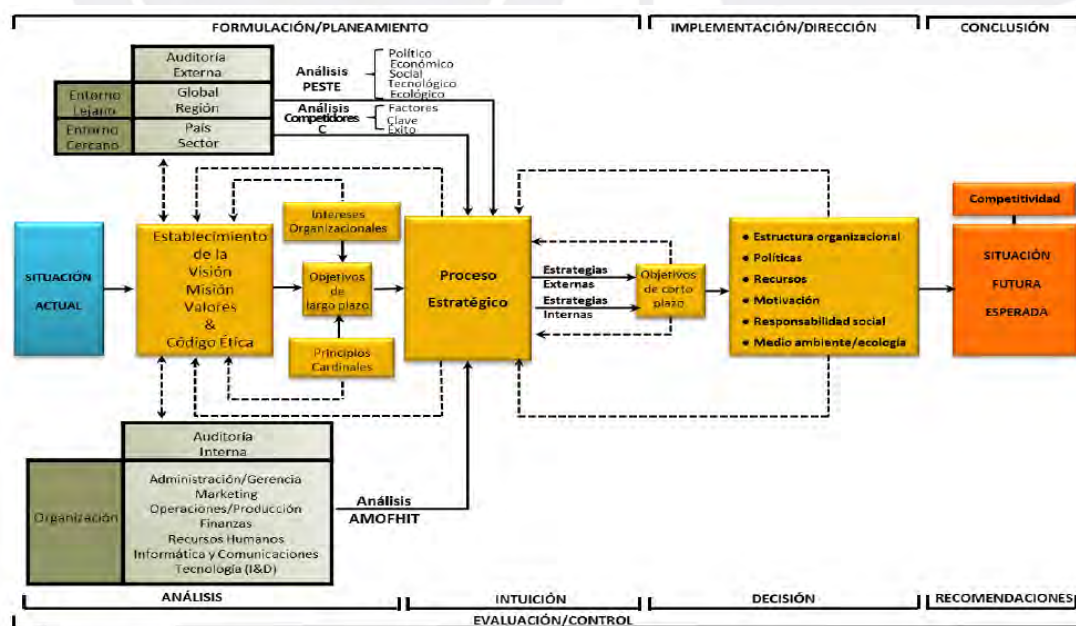 FORMULACIÓN/PLANEAMIENTO
IMPLEMENTACIÓN/DIRECCIÓN
CONCLUSIÓN
Auditoría
Externa
Entorno
Lejano
Global
Región
Entorno
Cercano
País
Sector
Análisis
PESTE
Político
Económico
Social
Tecnológico
Ecológico
Análisis
Competidores
C
Factores
Clave
Éxito
SITUACIÓN
ACTUAL
Establecimiento
de la
Visión
Misión
Valores
&
Código Ética
Intereses
Organizacionales
Objetivos
de
largo plazo
Principios
Cardinales
Proceso
Estratégico
Estrategias
Externas
Estrategias
Internas
Objetivos
de corto
plazo
• Estructura organizacional
• Políticas
• Recursos
• Motivación
• Responsabilidad social
• Medio ambiente/ecología
Competitividad
SITUACIÓN
FUTURA
ESPERADA
Auditoría
Interna
Organización
Administración/Gerencia
Marketing
Operaciones/Producción
Finanzas
Recursos Humanos
Informática y Comunicaciones
Tecnología (I&D)
Análisis
AMOFHIT
ANÁLISIS
INTUICIÓN
DECISIÓN
RECOMENDACIONES
EVALUACIÓN/CONTROL